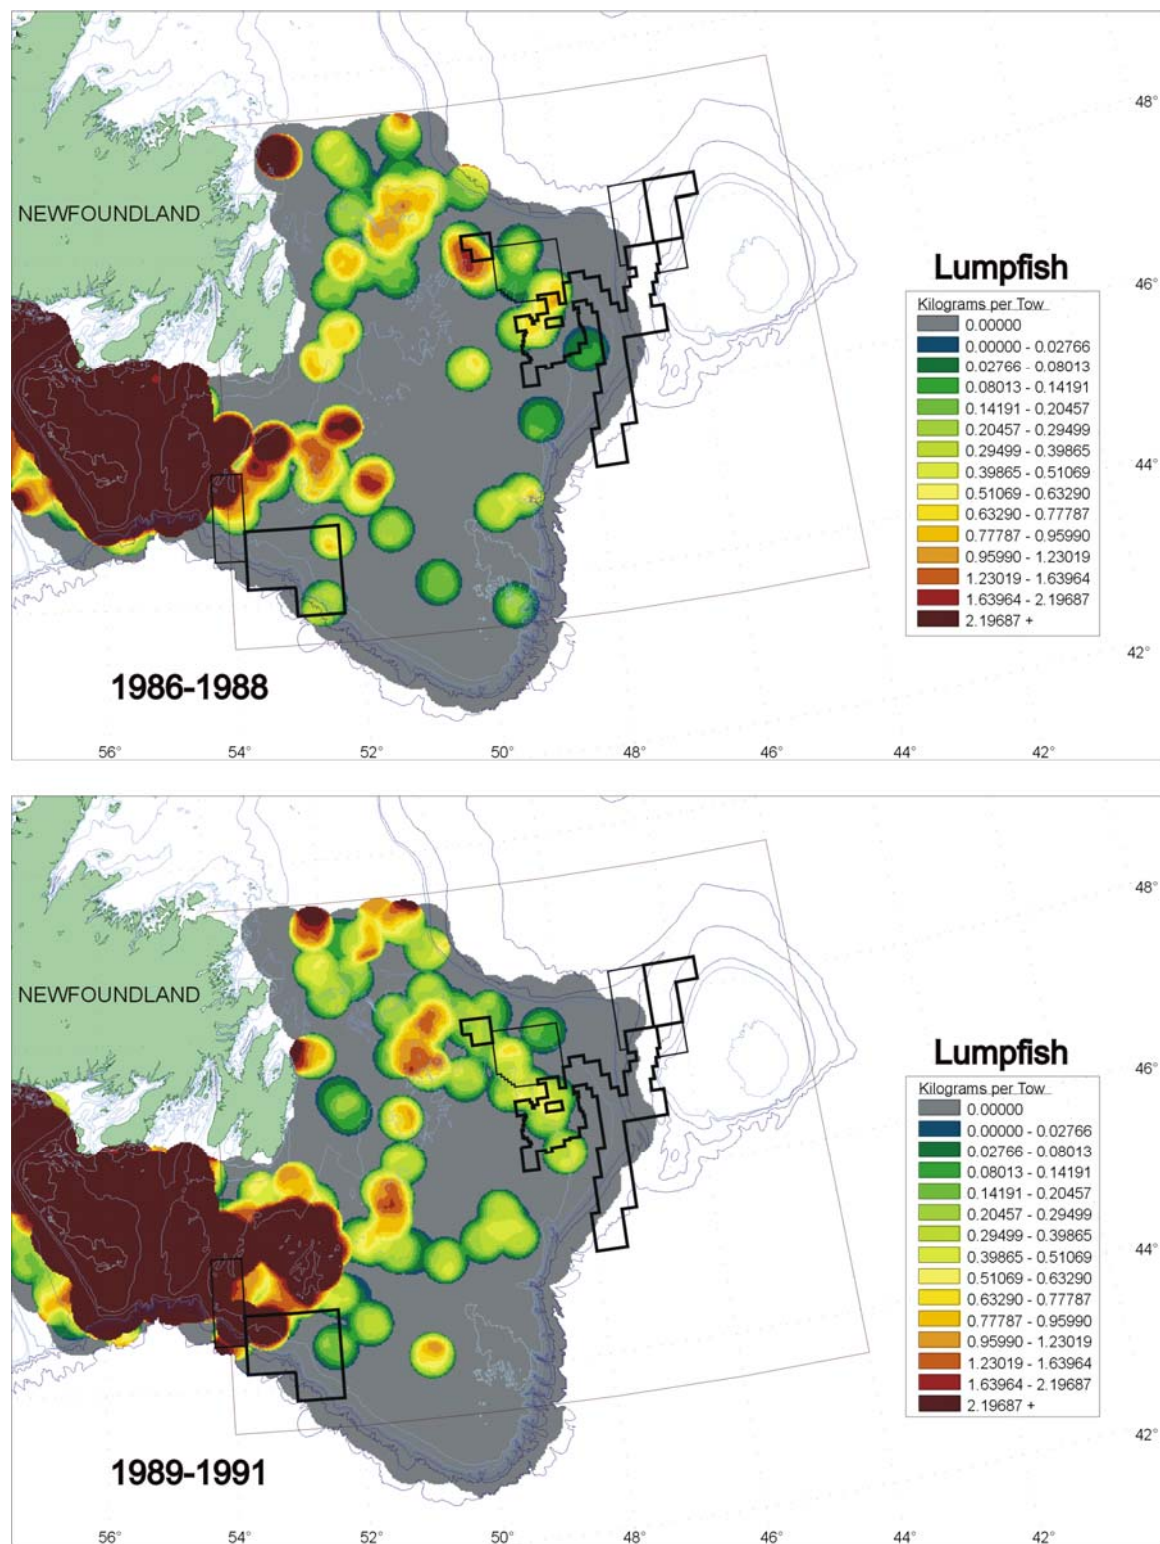 48°
NEWFOUNDLAND
46°
Lumpfish
Kilograms per Tow
0.00000
0.00000 - 0.02766
0.02766 - 0.08013
0.08013 - 0.14191
0.14191 - 0.20457
0.20457 - 0.29499
0.29499 - 0.39865
0.39865 - 0.51069
0.51069 - 0.63290
0.63290 - 0.77787
0.77787 - 0.95990
0.95990 - 1.23019
1.23019 - 1.63964
1.63964 - 2.19687
2.19687 +
44°
42°
1986-1988
56° 54° 52° 50° 48° 46° 44° 42°
48°
NEWFOUNDLAND
46°
Lumpfish
Kilograms per Tow
0.00000
0.00000 - 0.02766
0.02766 - 0.08013
0.08013 - 0.14191
0.14191 - 0.20457
0.20457 - 0.29499
0.29499 - 0.39865
0.39865 - 0.51069
0.51069 - 0.63290
0.63290 - 0.77787
0.77787 - 0.95990
0.95990 - 1.23019
1.23019 - 1.63964
1.63964 - 2.19687
2.19687 +
44°
42°
1989-1991
56° 54° 52° 50° 48° 46° 44° 42°